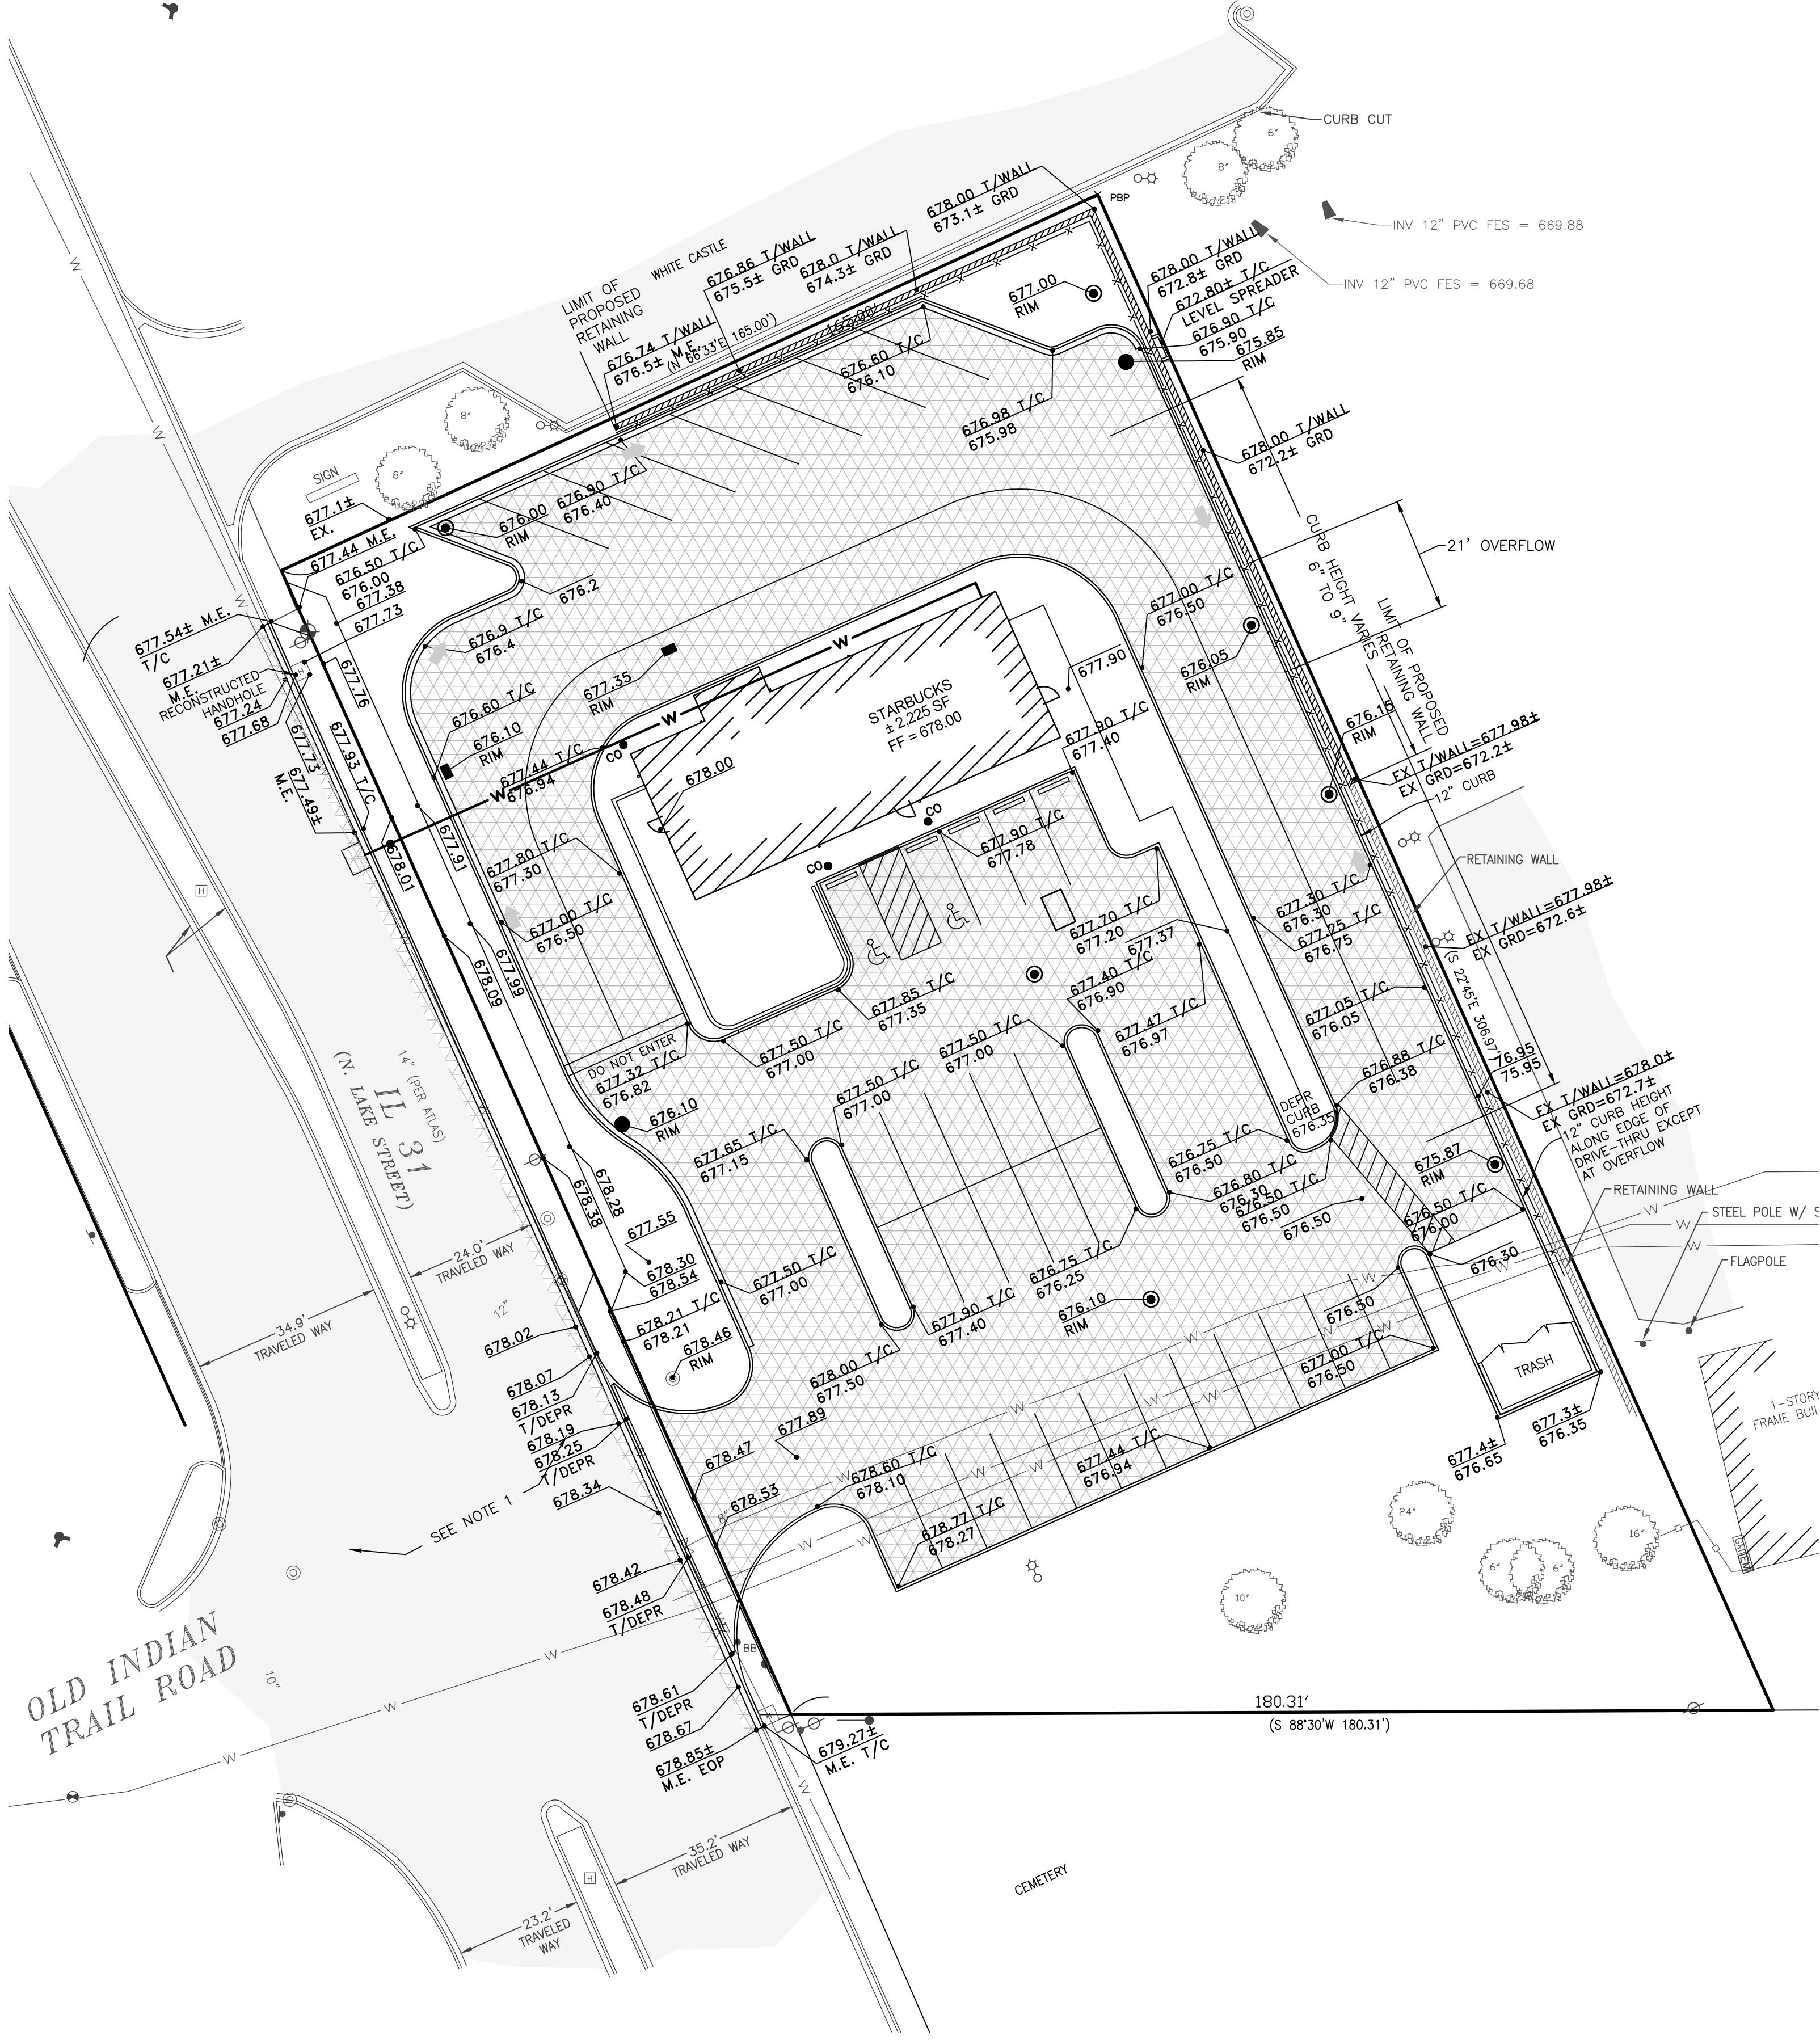 CURB CUT
6"
8"
PBP
INV 12" PVC FES = 669.88
INV 12" PVC FES = 669.68
678.00 T/WALL
673.1± GRD
WHITE CASTLE
676.86 T/WALL
675.5± GRD
678.0 T/WALL
674.3± GRD
678.00 T/WALL
672.8± GRD
672.80± T/C
LEVEL SPREADER
676.90 T/C
675.90
675.85
RIM
677.00
RIM
LIMIT OF
PROPOSED
RETAINING
WALL
676.74 T/WALL
676.5± M.E.
(N 66°33'E 165.00')
165.00'
676.60 T/C
676.10
676.98 T/C
675.98
678.00 T/WALL
672.2± GRD
8"
8"
SIGN
677.1±
EX.
676.00
RIM
676.90 T/C
676.40
677.44 M.E.
676.50 T/C
676.00
677.38
677.73
676.2
676.9 T/C
676.4
677.54± M.E.
T/C
677.21±
M.E.
RECONSTRUCTED
HANDHOLE
677.24
677.68
677.76
677.73
677.93 T/C
677.49±
M.E.
676.60 T/C
676.10
RIM
677.35
RIM
677.44 T/C
676.94
CO
678.00
STARBUCKS
±2,225 SF
FF = 678.00
677.90
677.00 T/C
676.50
676.05
RIM
21' OVERFLOW
CURB HEIGHT VARIES
6" TO 9"
LIMIT OF PROPOSED
RETAINING WALL
677.90 T/C
677.40
676.15
RIM
EX T/WALL=677.98±
EX GRD=672.2±
12" CURB
RETAINING WALL
CO
CO
677.90 T/C
677.78
677.80 T/C
677.30
677.91
678.01
677.00 T/C
676.50
677.99
678.09
677.70 T/C
677.20
677.37
677.30 T/C
676.30
677.25 T/C
676.75
EX T/WALL=677.98±
EX GRD=672.6±
(S 22°45'E 306.97')
677.85 T/C
677.35
677.40 T/C
676.90
677.47 T/C
676.97
677.05 T/C
676.05
DO NOT ENTER
677.32 T/C
676.82
677.50 T/C
677.00
677.50 T/C
677.00
677.50 T/C
677.00
676.88 T/C
676.38
76.95
75.95
EX T/WALL=678.0±
EX GRD=672.7±
12" CURB HEIGHT
ALONG EDGE OF
DRIVE-THRU EXCEPT
AT OVERFLOW
14" (PER ATLAS)
IL 31
(N. LAKE STREET)
676.10
RIM
677.65 T/C
677.15
DEPR
CURB
676.35
676.75 T/C
676.50
676.80 T/C
676.30
676.50 T/C
676.50
676.50
675.87
RIM
676.50 T/C
676.00
676.30
RETAINING WALL
STEEL POLE W/ S
FLAGPOLE
678.28
678.38
677.55
678.30
678.54
677.50 T/C
677.00
24.0'
TRAVELED WAY
34.9'
TRAVELED WAY
12"
678.21 T/C
678.21
678.46
RIM
678.02
678.07
678.13
T/DEPR
678.19
678.25
T/DEPR
678.34
677.90 T/C
677.40
676.75 T/C
676.25
676.10
RIM
676.50
677.00 T/C
676.50
TRASH
1-STORY
FRAME BUIL
678.00 T/C
677.50
677.89
678.47
678.53
8"
678.60 T/C
678.10
677.44 T/C
676.94
678.77 T/C
678.27
677.4±
676.65
677.3±
676.35
SEE NOTE 1
678.42
678.48
T/DEPR
24"
16"
6"
6"
10"
OLD INDIAN
TRAIL ROAD
10"
BB
678.61
T/DEPR
678.67
678.85±
M.E. EOP
679.27±
M.E. T/C
180.31'
(S 88°30'W 180.31')
35.2'
TRAVELED WAY
23.2'
TRAVELED
WAY
CEMETERY